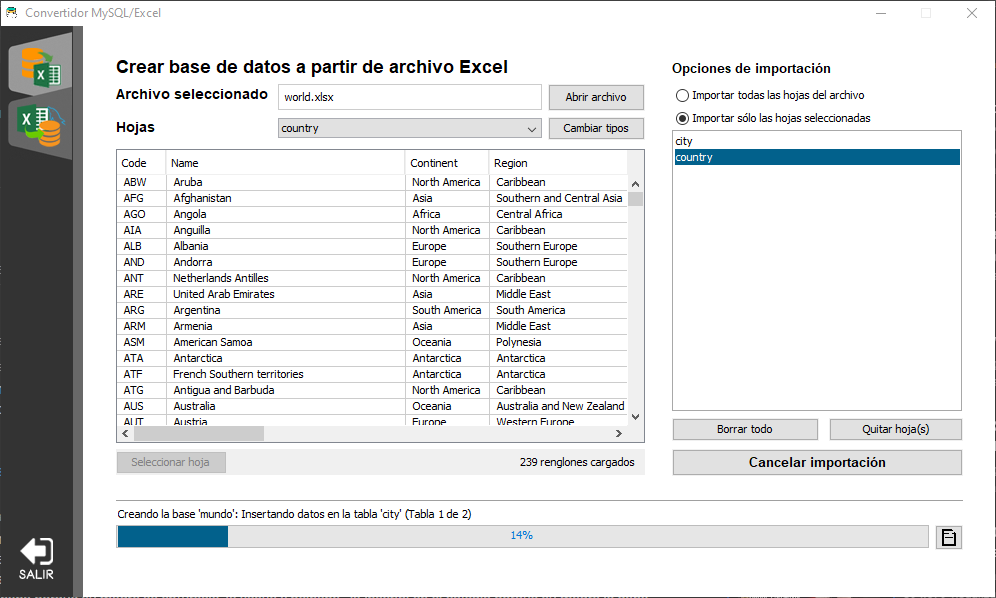 Convertidor MySQL/Excel
Crear base de datos a partir de archivo Excel
Archivo seleccionado world.xlsx Abrir archivo
Hojas country Cambiar tipos
Code Name Continent Region
ABW Aruba North America Caribbean
AFG Afghanistan Asia Southern and Central Asia
AGO Angola Africa Central Africa
AIA Anguilla North America Caribbean
ALB Albania Europe Southern Europe
AND Andorra Europe Southern Europe
ANT Netherlands Antilles North America Caribbean
ARE United Arab Emirates Asia Middle East
ARG Argentina South America South America
ARM Armenia Asia Middle East
ASM American Samoa Oceania Polynesia
ATA Antarctica Antarctica Antarctica
ATF French Southern territories Antarctica Antarctica
ATG Antigua and Barbuda North America Caribbean
AUS Australia Oceania Australia and New Zealand
AUT Austria Europe Western Europe
Seleccionar hoja 239 renglones cargados
Opciones de importación
Importar todas las hojas del archivo
Importar sólo las hojas seleccionadas
city
country
Borrar todo Quitar hoja(s)
Cancelar importación
Creando la base 'mundo': Insertando datos en la tabla 'city' (Tabla 1 de 2)
14%
SALIR